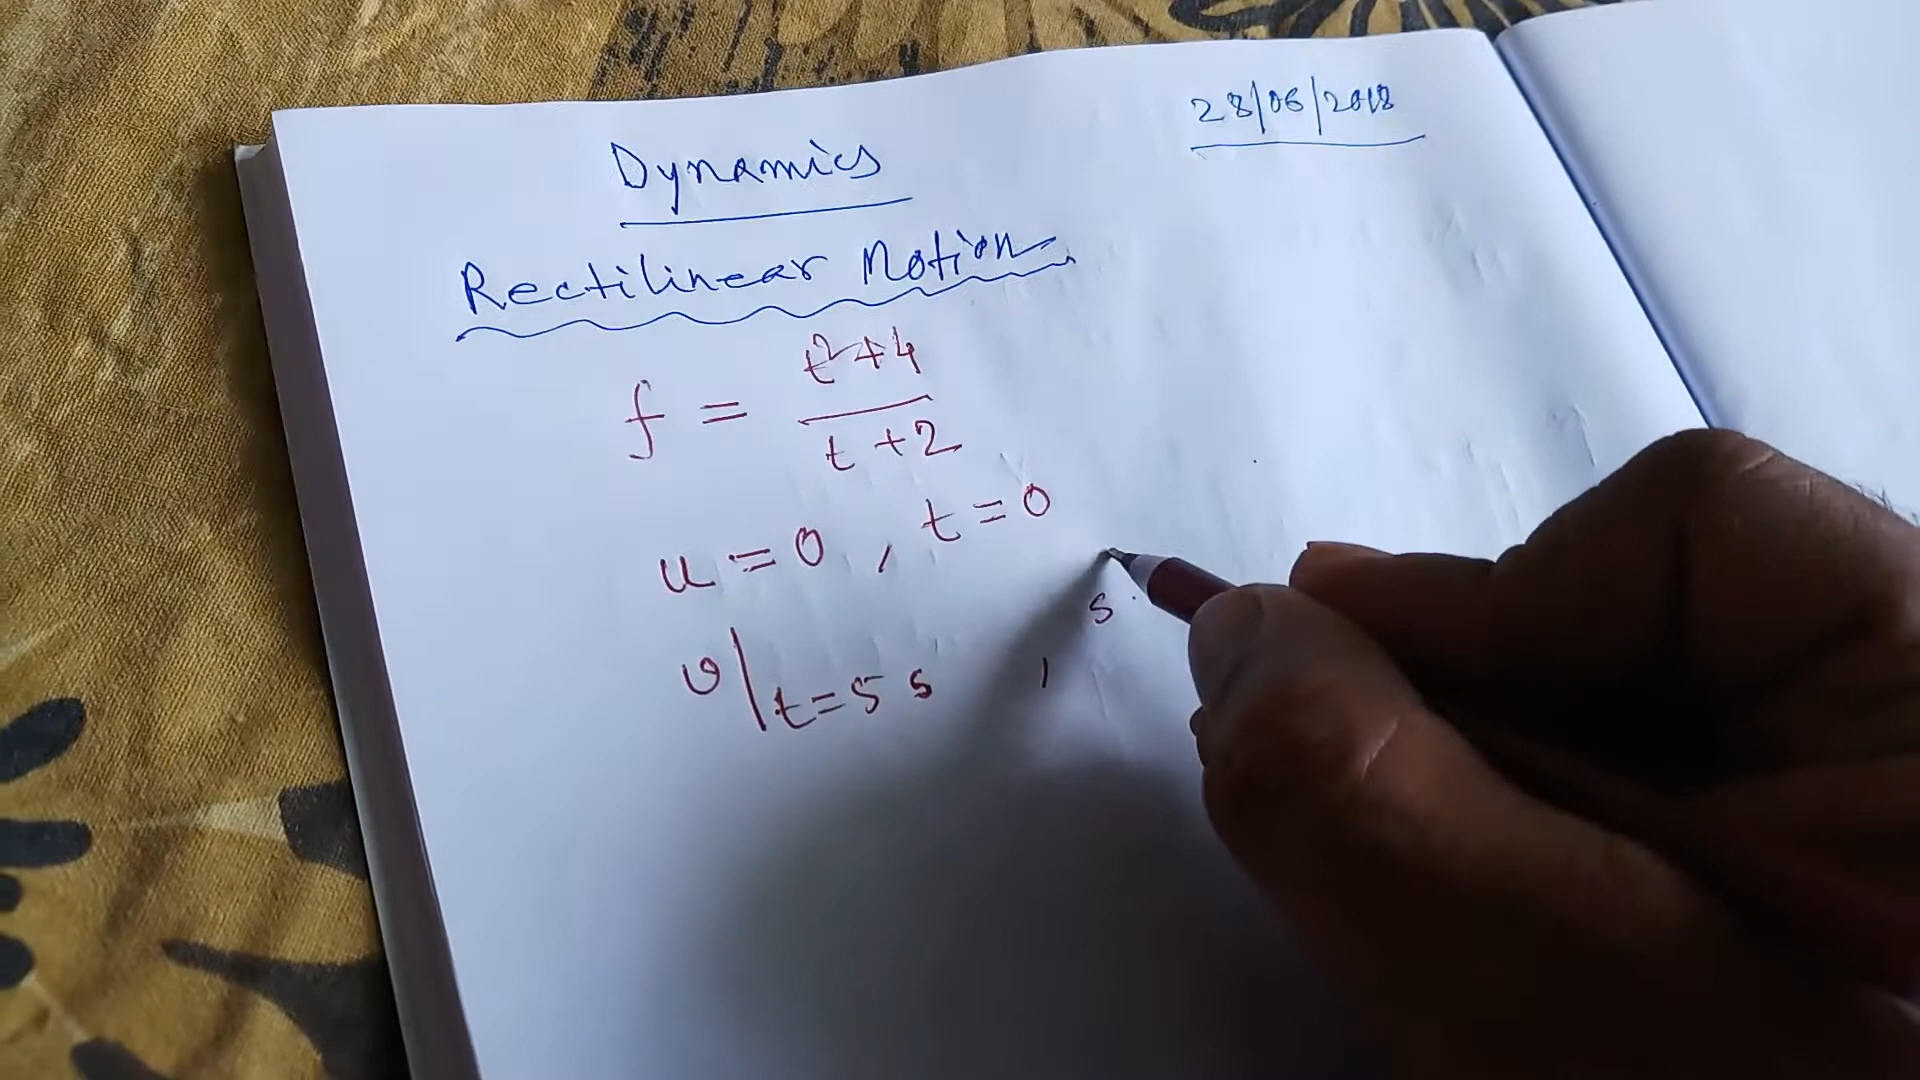 28/06/2018
Dynamics
Rectilinear Motion
f = t²+4 / t+2
u = 0 , t = 0
v|t=5 s , s